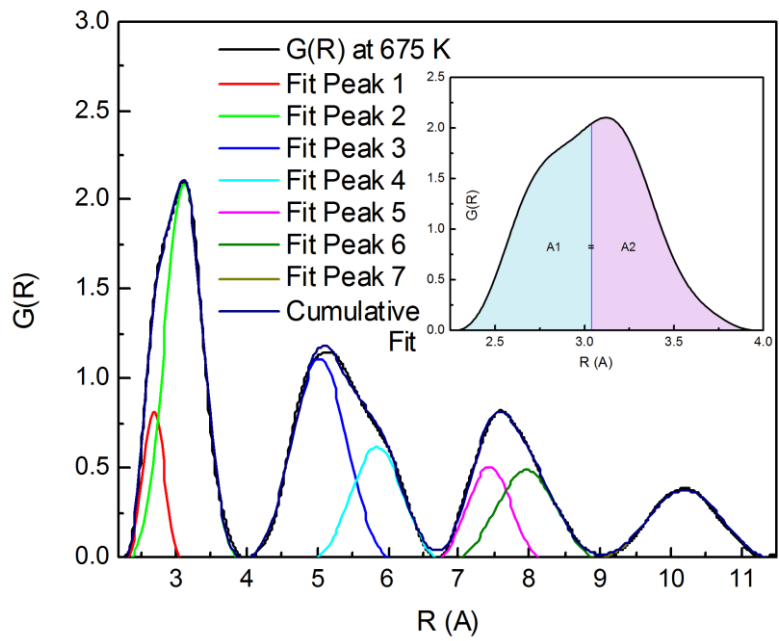 3.0
2.5
2.0
1.5
1.0
0.5
0.0
G(R)
3 4 5 6 7 8 9 10 11
R (A)
G(R) at 675 K
Fit Peak 1
Fit Peak 2
Fit Peak 3
Fit Peak 4
Fit Peak 5
Fit Peak 6
Fit Peak 7
Cumulative
Fit
2.5
2.0
1.5
1.0
0.5
0.0
G(R)
A1 = A2
2.5 3.0 3.5 4.0
R (A)